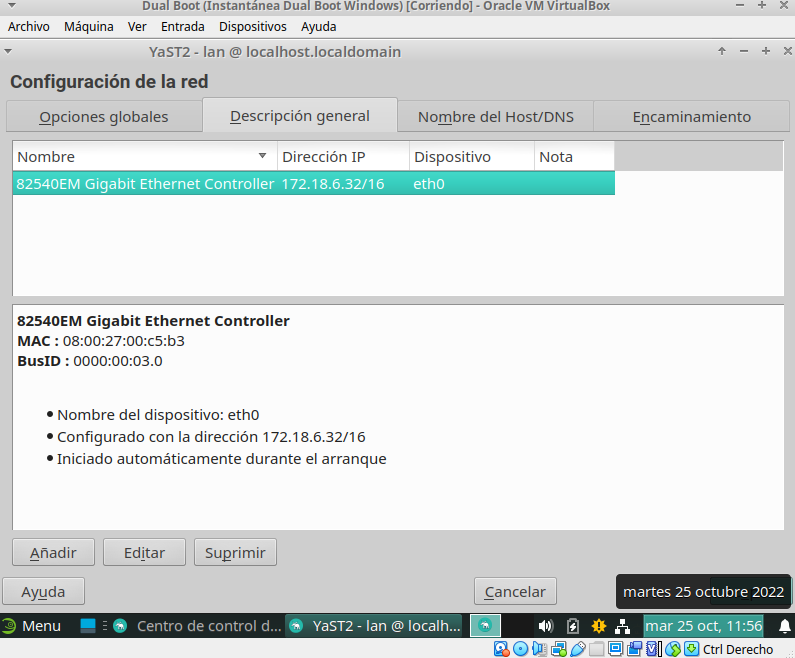 Dual Boot (Instantánea Dual Boot Windows) [Corriendo] - Oracle VM VirtualBox
Archivo Máquina Ver Entrada Dispositivos Ayuda
YaST2 - lan @ localhost.localdomain
Configuración de la red
Opciones globales Descripción general Nombre del Host/DNS Encaminamiento
Nombre Dirección IP Dispositivo Nota
82540EM Gigabit Ethernet Controller 172.18.6.32/16 eth0
82540EM Gigabit Ethernet Controller
MAC : 08:00:27:00:c5:b3
BusID : 0000:00:03.0
• Nombre del dispositivo: eth0
• Configurado con la dirección 172.18.6.32/16
• Iniciado automáticamente durante el arranque
Añadir Editar Suprimir
Ayuda Cancelar martes 25 octubre 2022
Menu Centro de control d... YaST2 - lan @ localh... mar 25 oct, 11:56
Ctrl Derecho